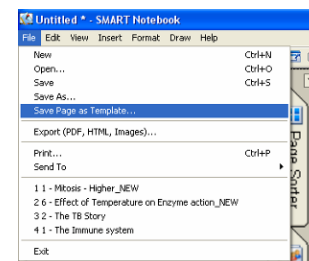 Untitled * - SMART Notebook
File Edit View Insert Format Draw Help
New Ctrl+N
Open... Ctrl+O
Save Ctrl+S
Save As...
Save Page as Template...
Export (PDF, HTML, Images)...
Print... Ctrl+P
Send To
1 1 - Mitosis - Higher_NEW
2 6 - Effect of Temperature on Enzyme action_NEW
3 2 - The TB Story
4 1 - The Immune system
Exit
Page Sorter